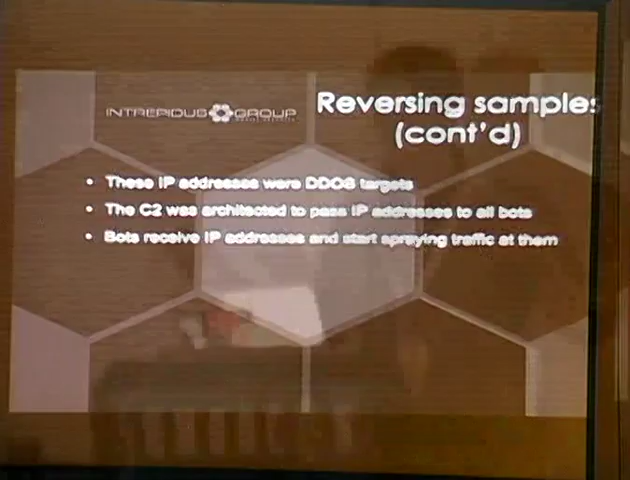 INTREPIDUS GROUP
Reversing samples
(cont'd)
• These IP addresses were DDOS targets
• The C2 was architected to pass IP addresses to all bots
• Bots receive IP addresses and start spraying traffic at them